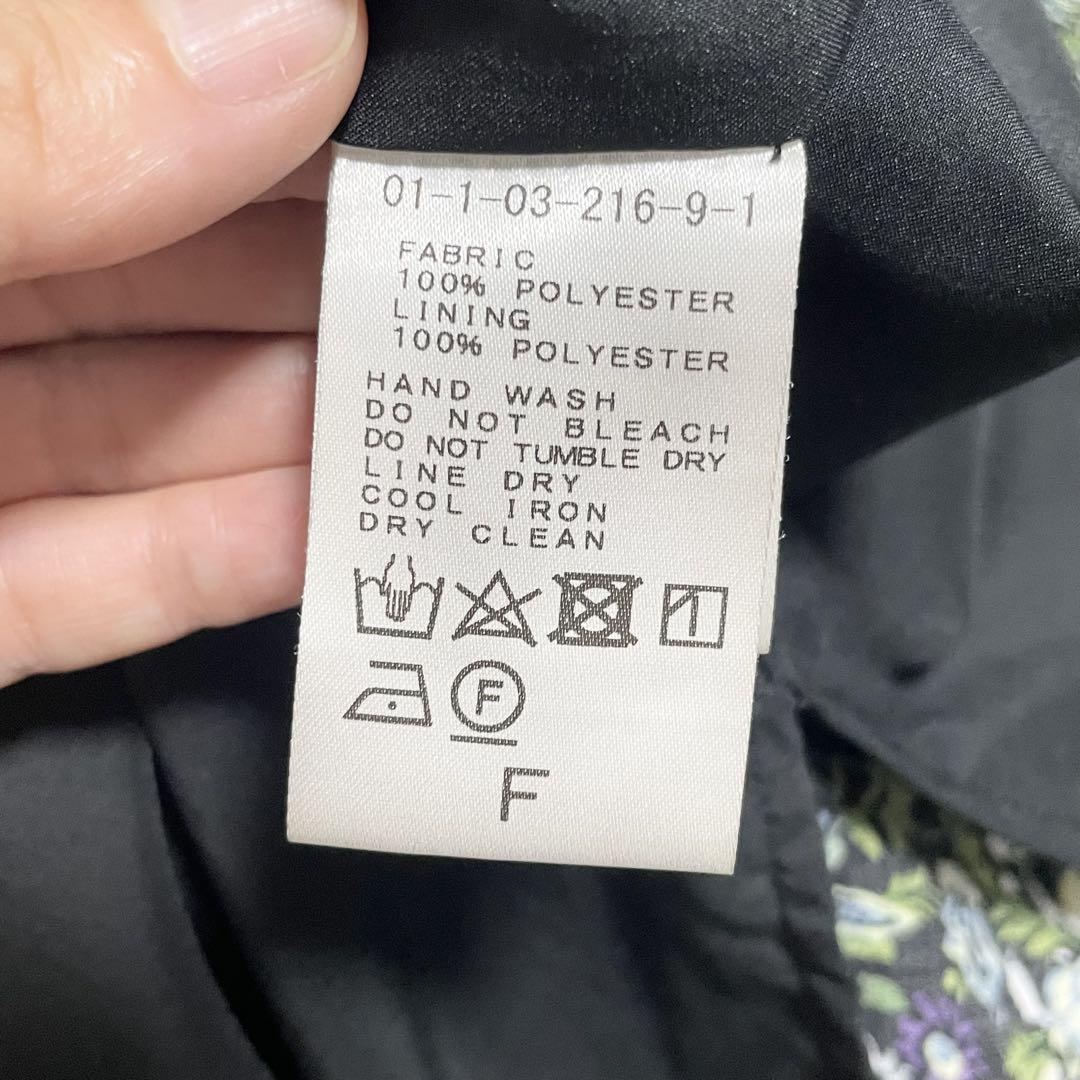 01-1-03-216-9-1
FABRIC
100% POLYESTER
LINING
100% POLYESTER
HAND WASH
DO NOT BLEACH
DO NOT TUMBLE DRY
LINE DRY
COOL IRON
DRY CLEAN
F
F